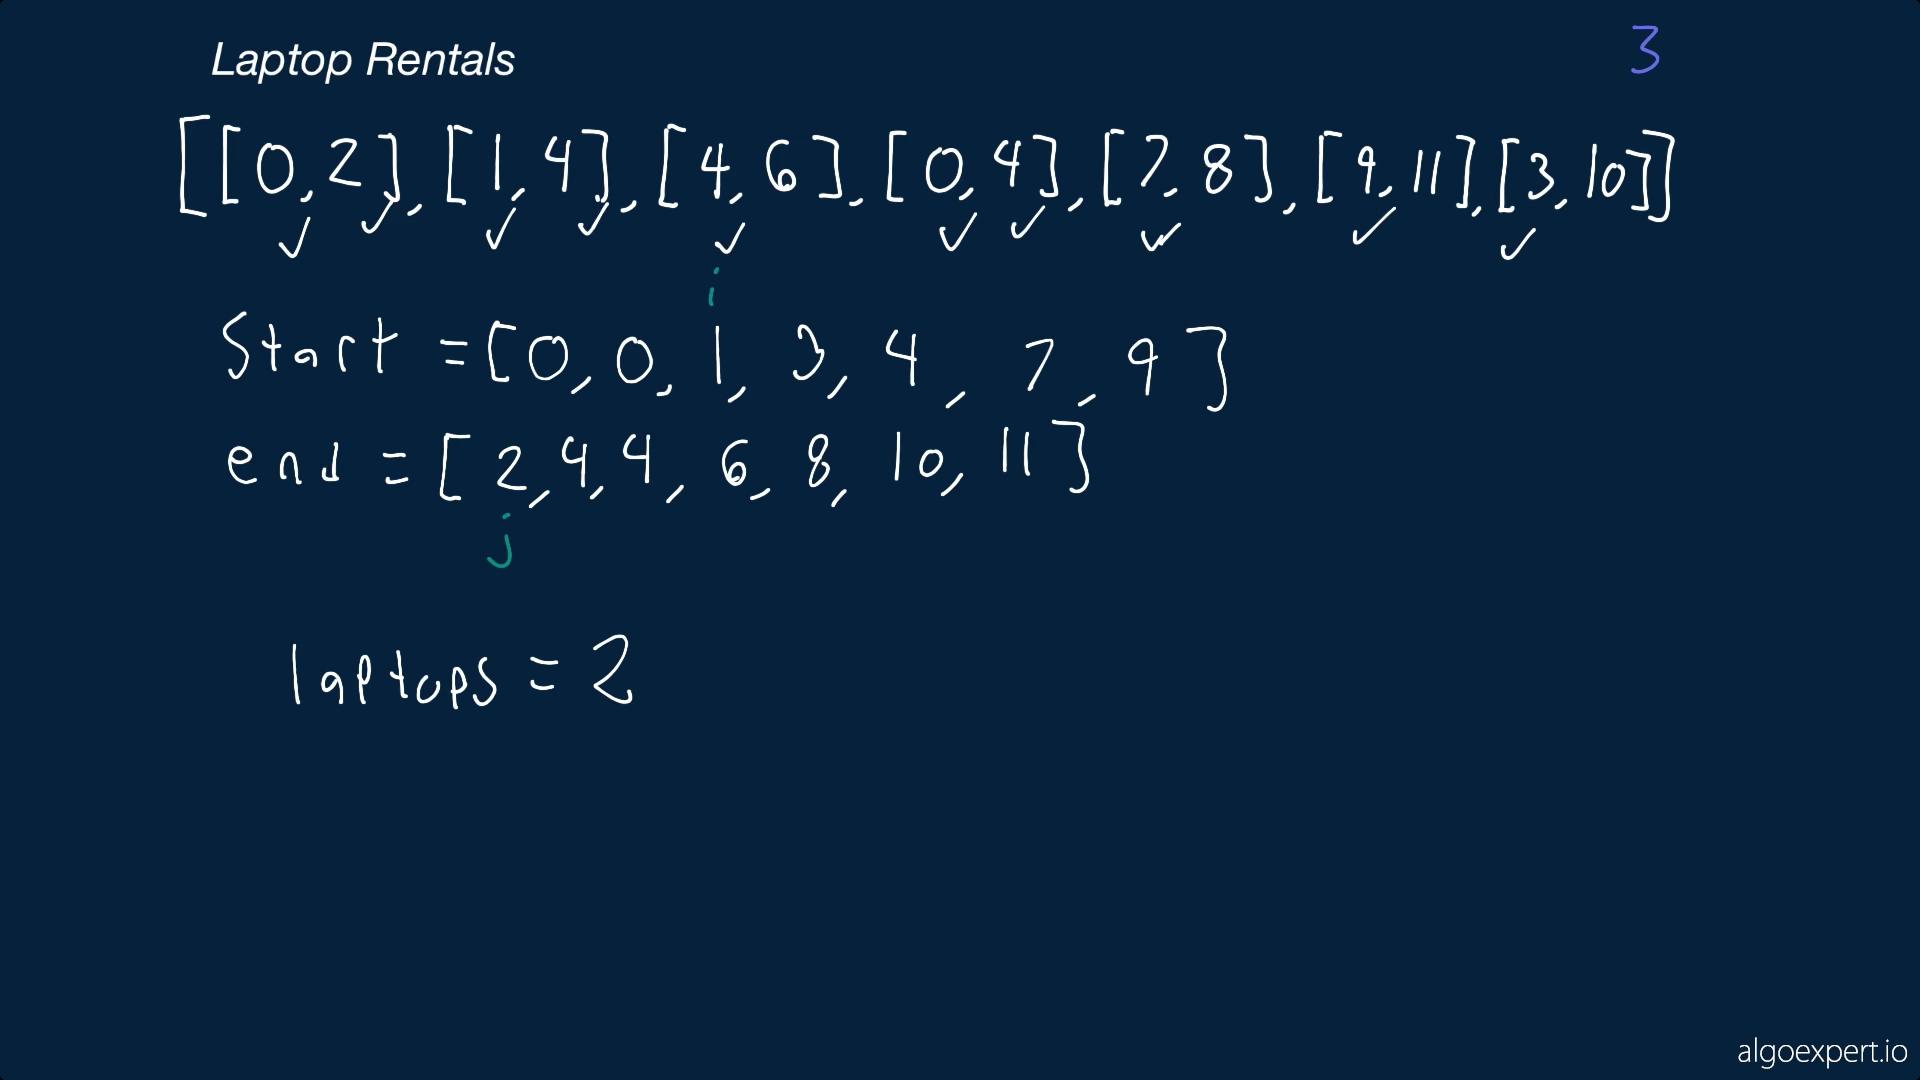 Laptop Rentals
3
[[0,2],[1,4],[4,6],[0,4],[7,8],[9,11],[3,10]]
i
Start =[0,0,1,3,4,7,9]
end =[2,4,4,6,8,10,11]
j
laptops = 2
algoexpert.io